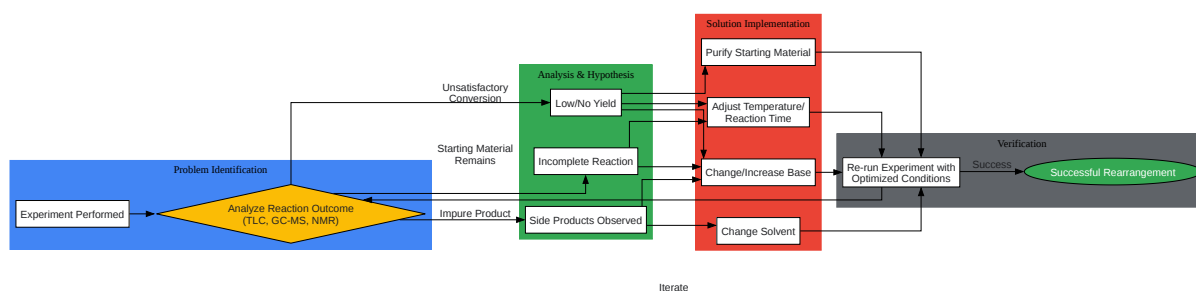 Problem Identification
Experiment Performed
Analyze Reaction Outcome
(TLC, GC-MS, NMR)
Unsatisfactory
Conversion
Starting Material
Remains
Impure Product
Analysis & Hypothesis
Low/No Yield
Incomplete Reaction
Side Products Observed
Solution Implementation
Purify Starting Material
Adjust Temperature/
Reaction Time
Change/Increase Base
Change Solvent
Verification
Re-run Experiment with
Optimized Conditions
Success
Successful Rearrangement
Iterate